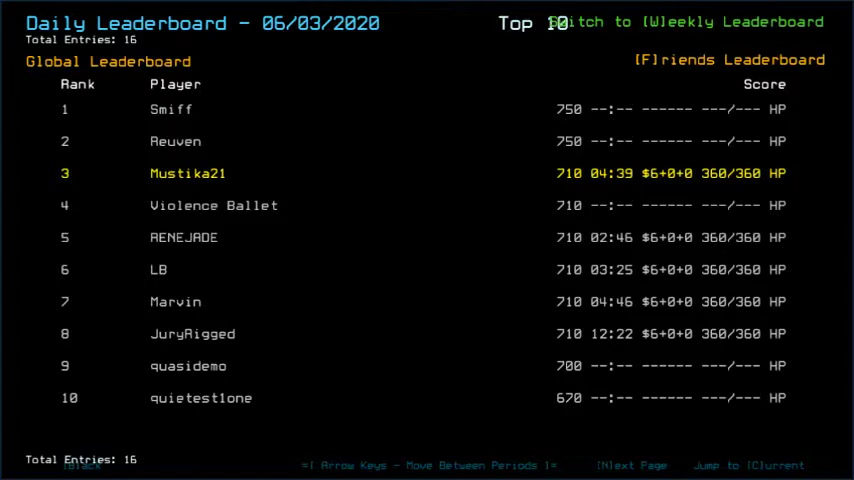 Daily Leaderboard - 06/03/2020 Top 10 Switch to [W]eekly Leaderboard
Total Entries: 16
Global Leaderboard [F]riends Leaderboard
Rank Player Score
1 Smiff 750 --:-- ------ ---/--- HP
2 Reuven 750 --:-- ------ ---/--- HP
3 Mustika21 710 04:39 $6+0+0 360/360 HP
4 Violence Ballet 710 --:-- ------ ---/--- HP
5 RENEJADE 710 02:46 $6+0+0 360/360 HP
6 LB 710 03:25 $6+0+0 360/360 HP
7 Marvin 710 04:46 $6+0+0 360/360 HP
8 JuryRigged 710 12:22 $6+0+0 360/360 HP
9 quasidemo 700 --:-- ------ ---/--- HP
10 quietest1one 670 --:-- ------ ---/--- HP
Total Entries: 16
=[ Arrow Keys - Move Between Periods ]= [N]ext Page Jump to [C]urrent